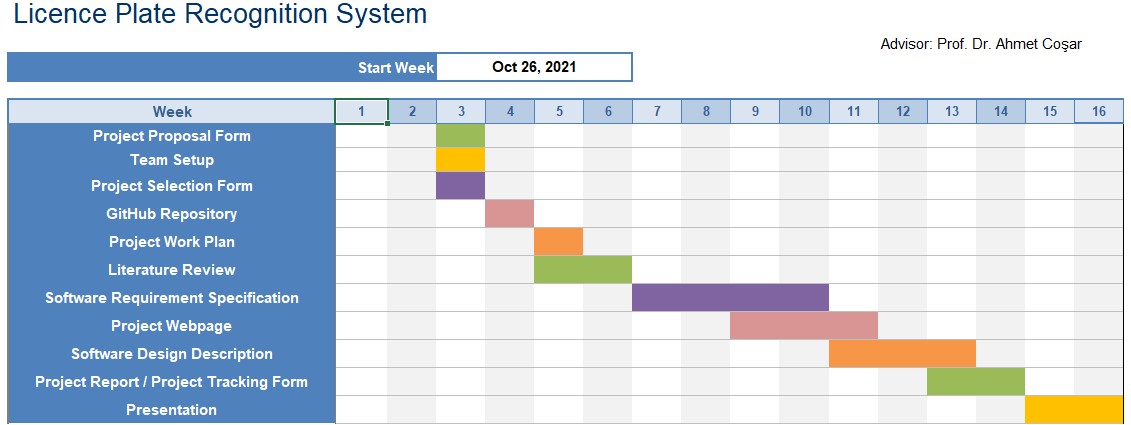 Licence Plate Recognition System
Advisor: Prof. Dr. Ahmet Coşar
Start Week Oct 26, 2021
Week 1 2 3 4 5 6 7 8 9 10 11 12 13 14 15 16
Project Proposal Form
Team Setup
Project Selection Form
GitHub Repository
Project Work Plan
Literature Review
Software Requirement Specification
Project Webpage
Software Design Description
Project Report / Project Tracking Form
Presentation